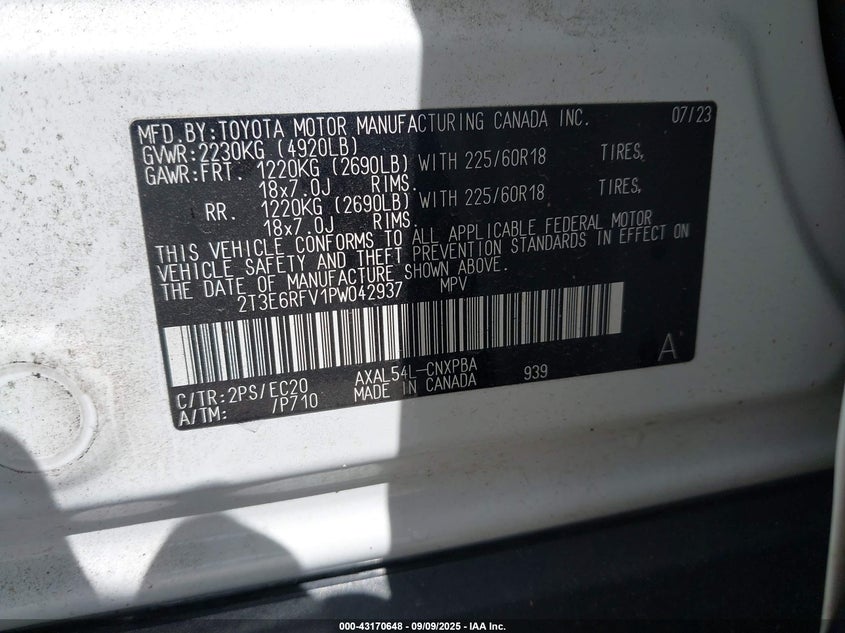 MFD.BY:TOYOTA MOTOR MANUFACTURING CANADA INC. 07/23
GVWR:2230KG (4920LB)
GAWR:FRT. 1220KG (2690LB) WITH 225/60R18 TIRES,
18x7.0J RIMS.
RR. 1220KG (2690LB) WITH 225/60R18 TIRES,
18x7.0J RIMS.
THIS VEHICLE CONFORMS TO ALL APPLICABLE FEDERAL MOTOR
VEHICLE SAFETY AND THEFT PREVENTION STANDARDS IN EFFECT ON
THE DATE OF MANUFACTURE SHOWN ABOVE.
2T3E6RFV1PW042937 MPV
A
C/TR:2PS/EC20 AXAL54L-CNXPBA 939
A/TM: /P710 MADE IN CANADA
000-43170648 - 09/09/2025 - IAA Inc.